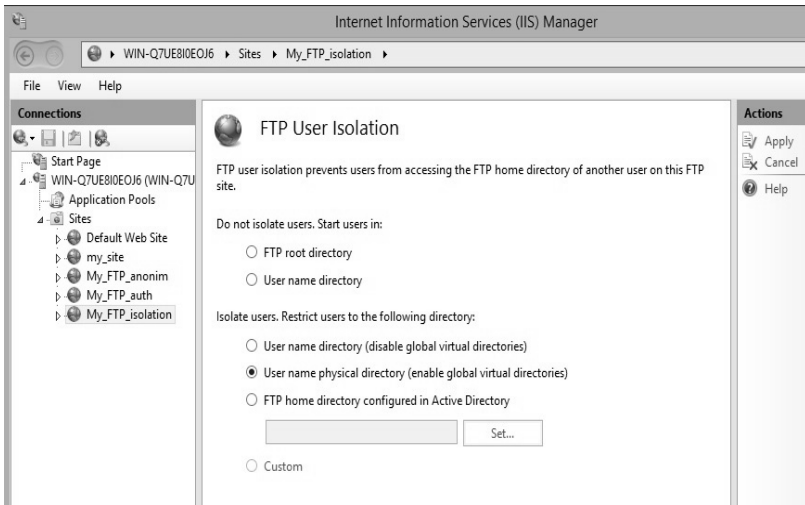 Internet Information Services (IIS) Manager
WIN-Q7UE8I0EOJ6 Sites My_FTP_isolation
File View Help
Connections
Start Page
WIN-Q7UE8I0EOJ6 (WIN-Q7U
Application Pools
Sites
Default Web Site
my_site
My_FTP_anonim
My_FTP_auth
My_FTP_isolation
FTP User Isolation
FTP user isolation prevents users from accessing the FTP home directory of another user on this FTP
site.
Do not isolate users. Start users in:
FTP root directory
User name directory
Isolate users. Restrict users to the following directory:
User name directory (disable global virtual directories)
User name physical directory (enable global virtual directories)
FTP home directory configured in Active Directory
Set...
Custom
Actions
Apply
Cancel
Help